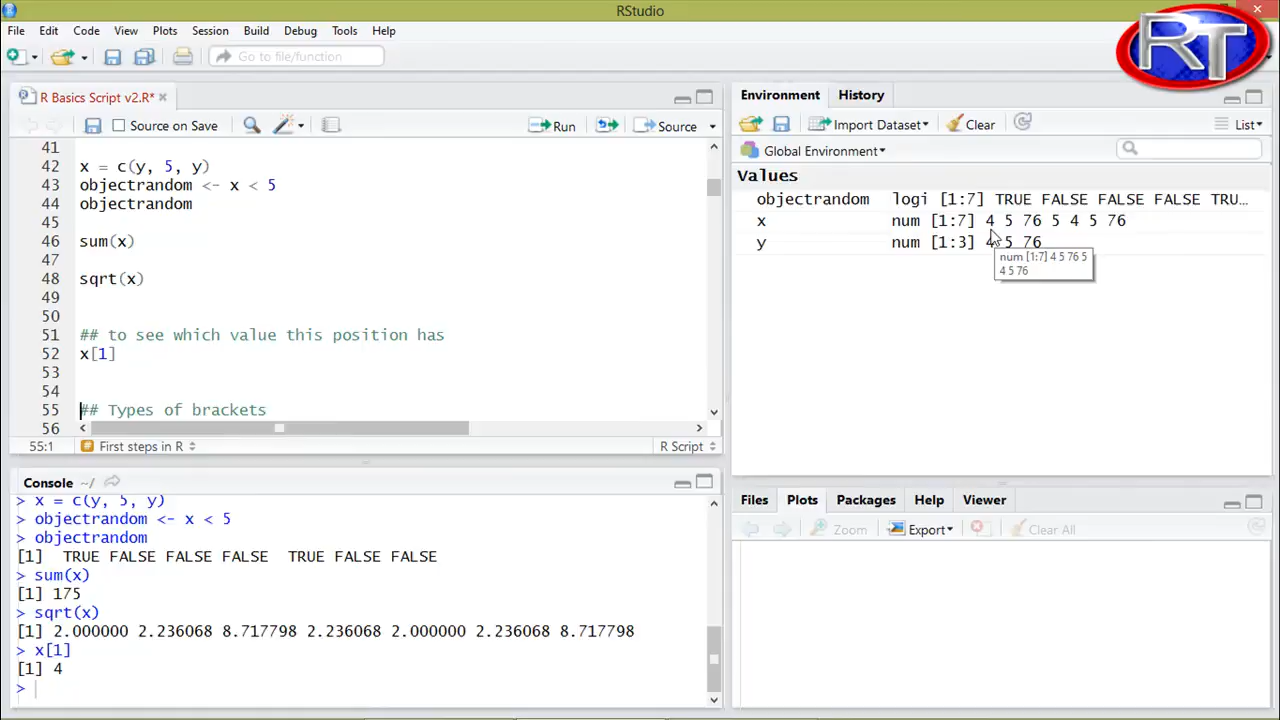 RStudio
File Edit Code View Plots Session Build Debug Tools Help
RT
Go to file/function
R Basics Script v2.R*
Source on Save
Run
Source
41
42 x = c(y, 5, y)
43 objectrandom <- x < 5
44 objectrandom
45
46 sum(x)
47
48 sqrt(x)
49
50
51 ## to see which value this position has
52 x[1]
53
54
55 ## Types of brackets
56
55:1 # First steps in R R Script
Console ~/
> x = c(y, 5, y)
> objectrandom <- x < 5
> objectrandom
[1] TRUE FALSE FALSE FALSE TRUE FALSE FALSE
> sum(x)
[1] 175
> sqrt(x)
[1] 2.000000 2.236068 8.717798 2.236068 2.000000 2.236068 8.717798
> x[1]
[1] 4
>
Environment History
Import Dataset Clear List
Global Environment
Values
objectrandom logi [1:7] TRUE FALSE FALSE FALSE TRU...
x num [1:7] 4 5 76 5 4 5 76
y num [1:3] 4 5 76
num [1:7] 4 5 76 5
4 5 76
Files Plots Packages Help Viewer
Zoom Export Clear All